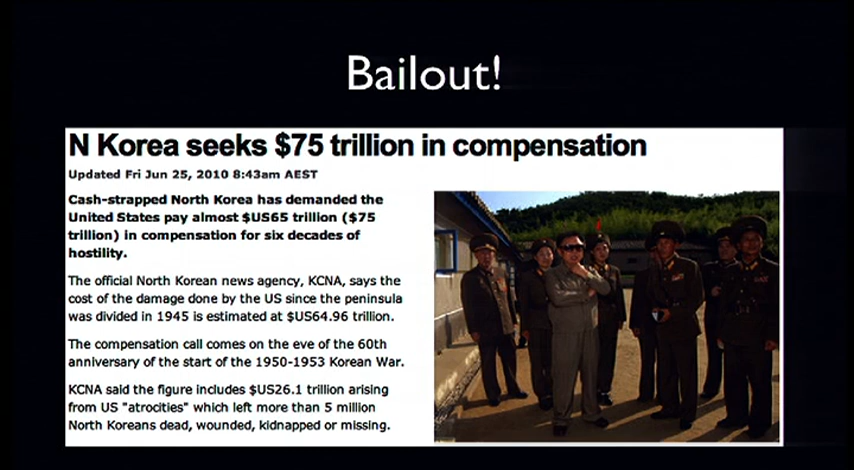 Bailout!
N Korea seeks $75 trillion in compensation
Updated Fri Jun 25, 2010 8:43am AEST
Cash-strapped North Korea has demanded the
United States pay almost $US65 trillion ($75
trillion) in compensation for six decades of
hostility.
The official North Korean news agency, KCNA, says the
cost of the damage done by the US since the peninsula
was divided in 1945 is estimated at $US64.96 trillion.
The compensation call comes on the eve of the 60th
anniversary of the start of the 1950-1953 Korean War.
KCNA said the figure includes $US26.1 trillion arising
from US "atrocities" which left more than 5 million
North Koreans dead, wounded, kidnapped or missing.